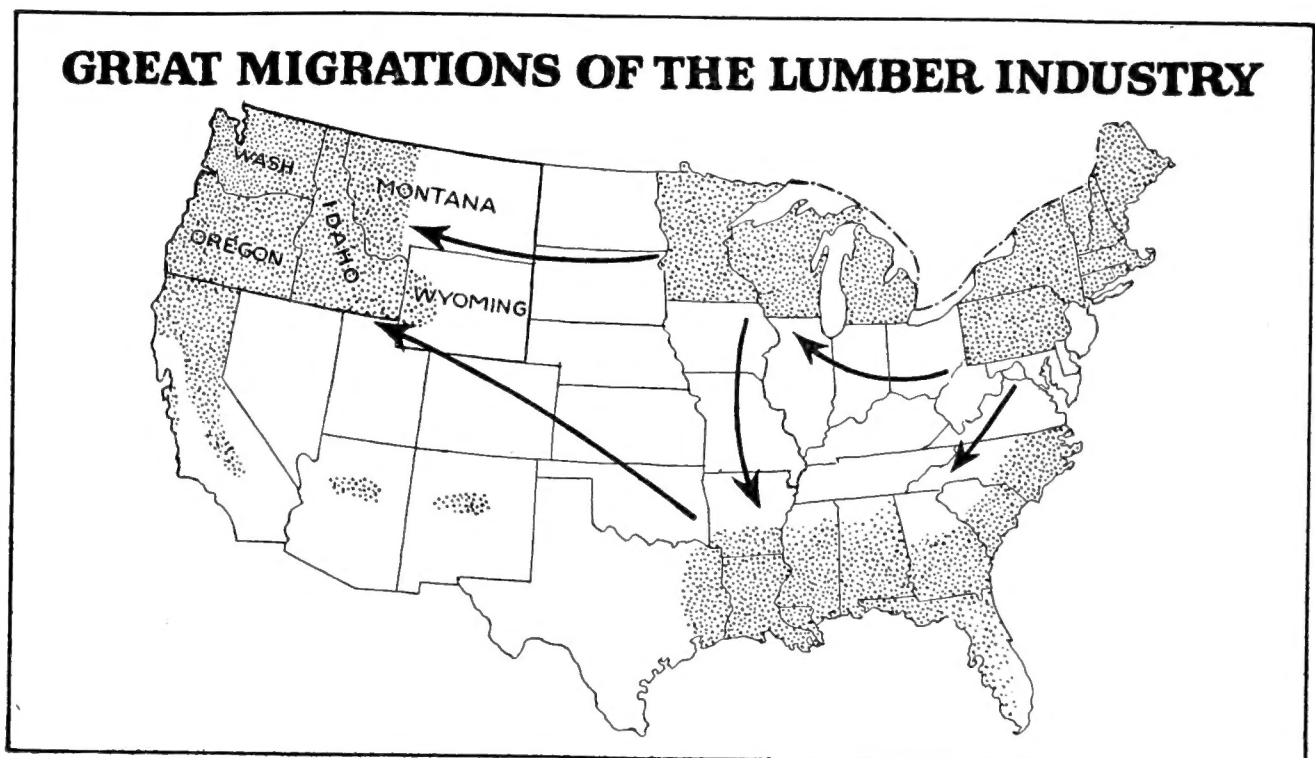 GREAT MIGRATIONS OF THE LUMBER INDUSTRY
WASH
MONTANA
IDAHO
OREGON
WYOMING